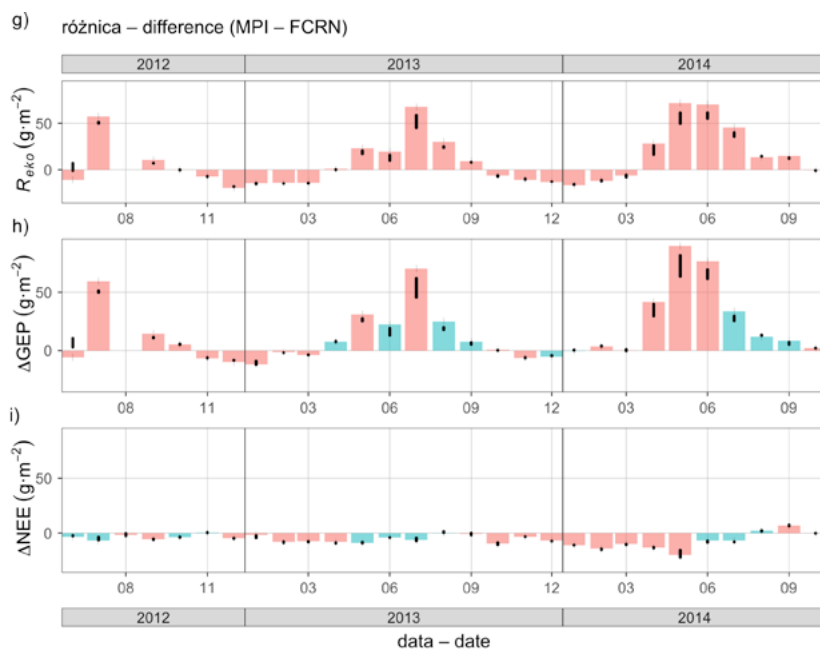 g)
różnica – difference (MPI – FCRN)
2012 2013 2014
R_eko (g·m⁻²)
50
0
08 11 03 06 09 12 03 06 09
h)
ΔGEP (g·m⁻²)
50
0
08 11 03 06 09 12 03 06 09
i)
ΔNEE (g·m⁻²)
50
0
08 11 03 06 09 12 03 06 09
2012 2013 2014
data – date